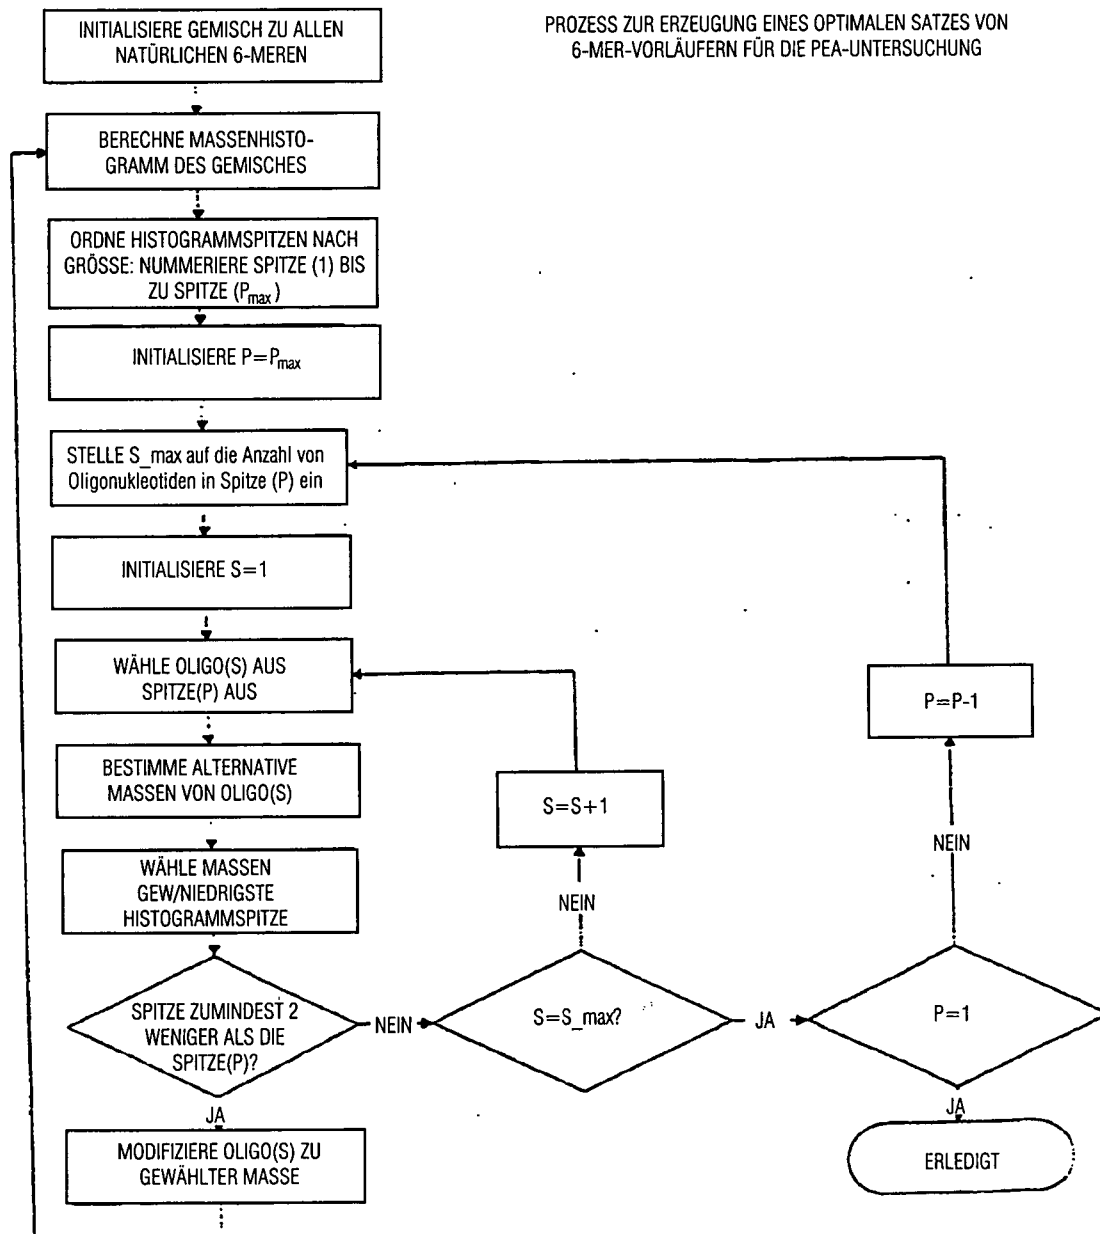 PROZESS ZUR ERZEUGUNG EINES OPTIMALEN SATZES VON
6-MER-VORLÄUFERN FÜR DIE PEA-UNTERSUCHUNG
INITIALISIERE GEMISCH ZU ALLEN
NATÜRLICHEN 6-MEREN
BERECHNE MASSENHISTO-
GRAMM DES GEMISCHES
ORDNE HISTOGRAMMSPITZEN NACH
GRÖSSE: NUMMERIERE SPITZE (1) BIS
ZU SPITZE (Pmax)
INITIALISIERE P=Pmax
STELLE S_max auf die Anzahl von
Oligonukleotiden in Spitze (P) ein
INITIALISIERE S=1
WÄHLE OLIGO(S) AUS
SPITZE(P) AUS
BESTIMME ALTERNATIVE
MASSEN VON OLIGO(S)
WÄHLE MASSEN
GEW/NIEDRIGSTE
HISTOGRAMMSPITZE
SPITZE ZUMINDEST 2
WENIGER ALS DIE
SPITZE(P)?
NEIN
JA
MODIFIZIERE OLIGO(S) ZU
GEWÄHLTER MASSE
S=S_max?
NEIN
S=S+1
JA
P=1
NEIN
P=P-1
JA
ERLEDIGT